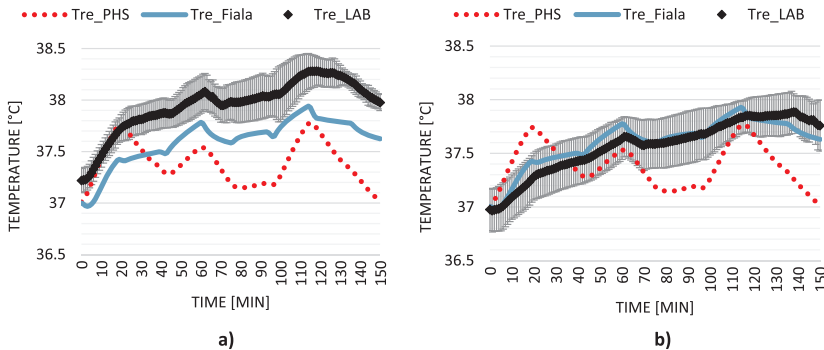 Tre_PHS Tre_Fiala Tre_LAB
38.5
38
37.5
37
36.5
TEMPERATURE [°C]
0 10 20 30 40 50 60 70 80 90 100 110 120 130 140 150
TIME [MIN]
a)
Tre_PHS Tre_Fiala Tre_LAB
38.5
38
37.5
37
36.5
TEMPERATURE [°C]
0 10 20 30 40 50 60 70 80 90 100 110 120 130 140 150
TIME [MIN]
b)